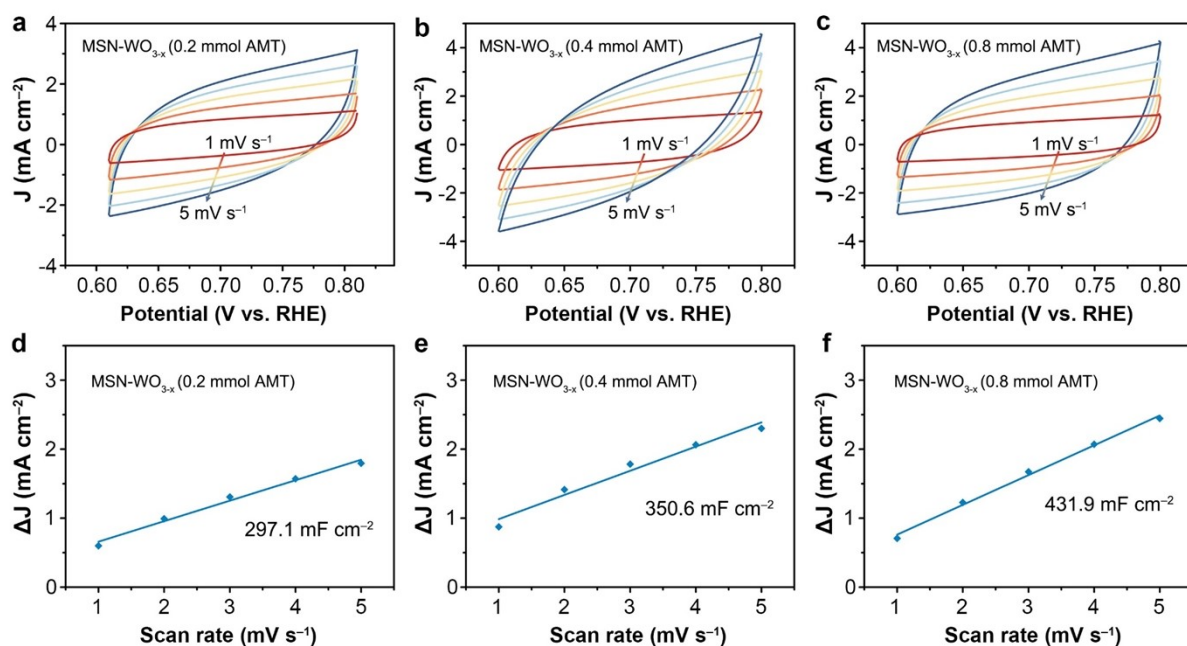 a
MSN-WO3-x (0.2 mmol AMT)
J (mA cm−2)
4
2
0
-2
-4
1 mV s−1
5 mV s−1
0.60 0.65 0.70 0.75 0.80
Potential (V vs. RHE)
b
MSN-WO3-x (0.4 mmol AMT)
J (mA cm−2)
4
2
0
-2
-4
1 mV s−1
5 mV s−1
0.60 0.65 0.70 0.75 0.80
Potential (V vs. RHE)
c
MSN-WO3-x (0.8 mmol AMT)
J (mA cm−2)
4
2
0
-2
-4
1 mV s−1
5 mV s−1
0.60 0.65 0.70 0.75 0.80
Potential (V vs. RHE)
d
MSN-WO3-x (0.2 mmol AMT)
ΔJ (mA cm−2)
3
2
1
0
297.1 mF cm−2
1 2 3 4 5
Scan rate (mV s−1)
e
MSN-WO3-x (0.4 mmol AMT)
ΔJ (mA cm−2)
3
2
1
0
350.6 mF cm−2
1 2 3 4 5
Scan rate (mV s−1)
f
MSN-WO3-x (0.8 mmol AMT)
ΔJ (mA cm−2)
3
2
1
0
431.9 mF cm−2
1 2 3 4 5
Scan rate (mV s−1)